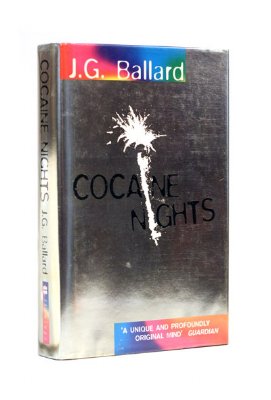 COCAINE NIGHTS J.G. Ballard
J.G. Ballard
COCAINE
NIGHTS
'A UNIQUE AND PROFOUNDLY
ORIGINAL MIND' GUARDIAN